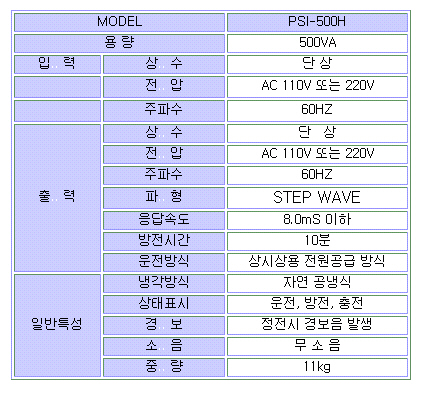 MODEL PSI-500H
용 량 500VA
입 . 력 상 . 수 단 상
전 . 압 AC 110V 또는 220V
주파수 60HZ
출 . 력 상 . 수 단 상
전 . 압 AC 110V 또는 220V
주파수 60HZ
파 . 형 STEP WAVE
응답속도 8.0mS 이하
방전시간 10분
운전방식 상시상용 전원공급 방식
일반특성 냉각방식 자연 공냉식
상태표시 운전, 방전, 충전
경 . 보 정전시 경보음 발생
소 . 음 무 소 음
중 . 량 11kg